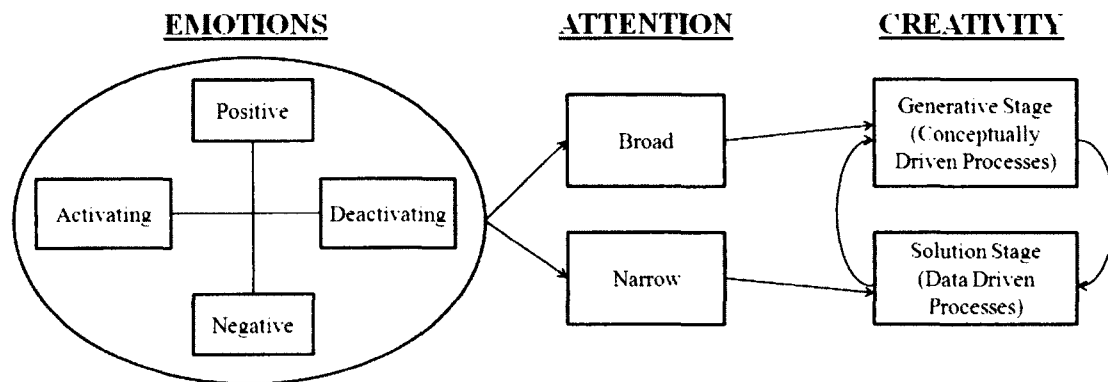 EMOTIONS
ATTENTION
CREATIVITY
Positive
Activating
Deactivating
Negative
Broad
Narrow
Generative Stage
(Conceptually
Driven Processes)
Solution Stage
(Data Driven
Processes)